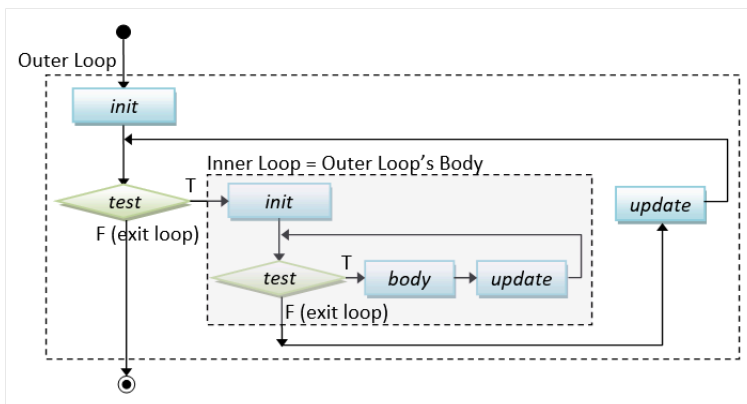 Outer Loop
init
Inner Loop = Outer Loop's Body
test
T
init
update
F (exit loop)
test
T
body
update
F (exit loop)